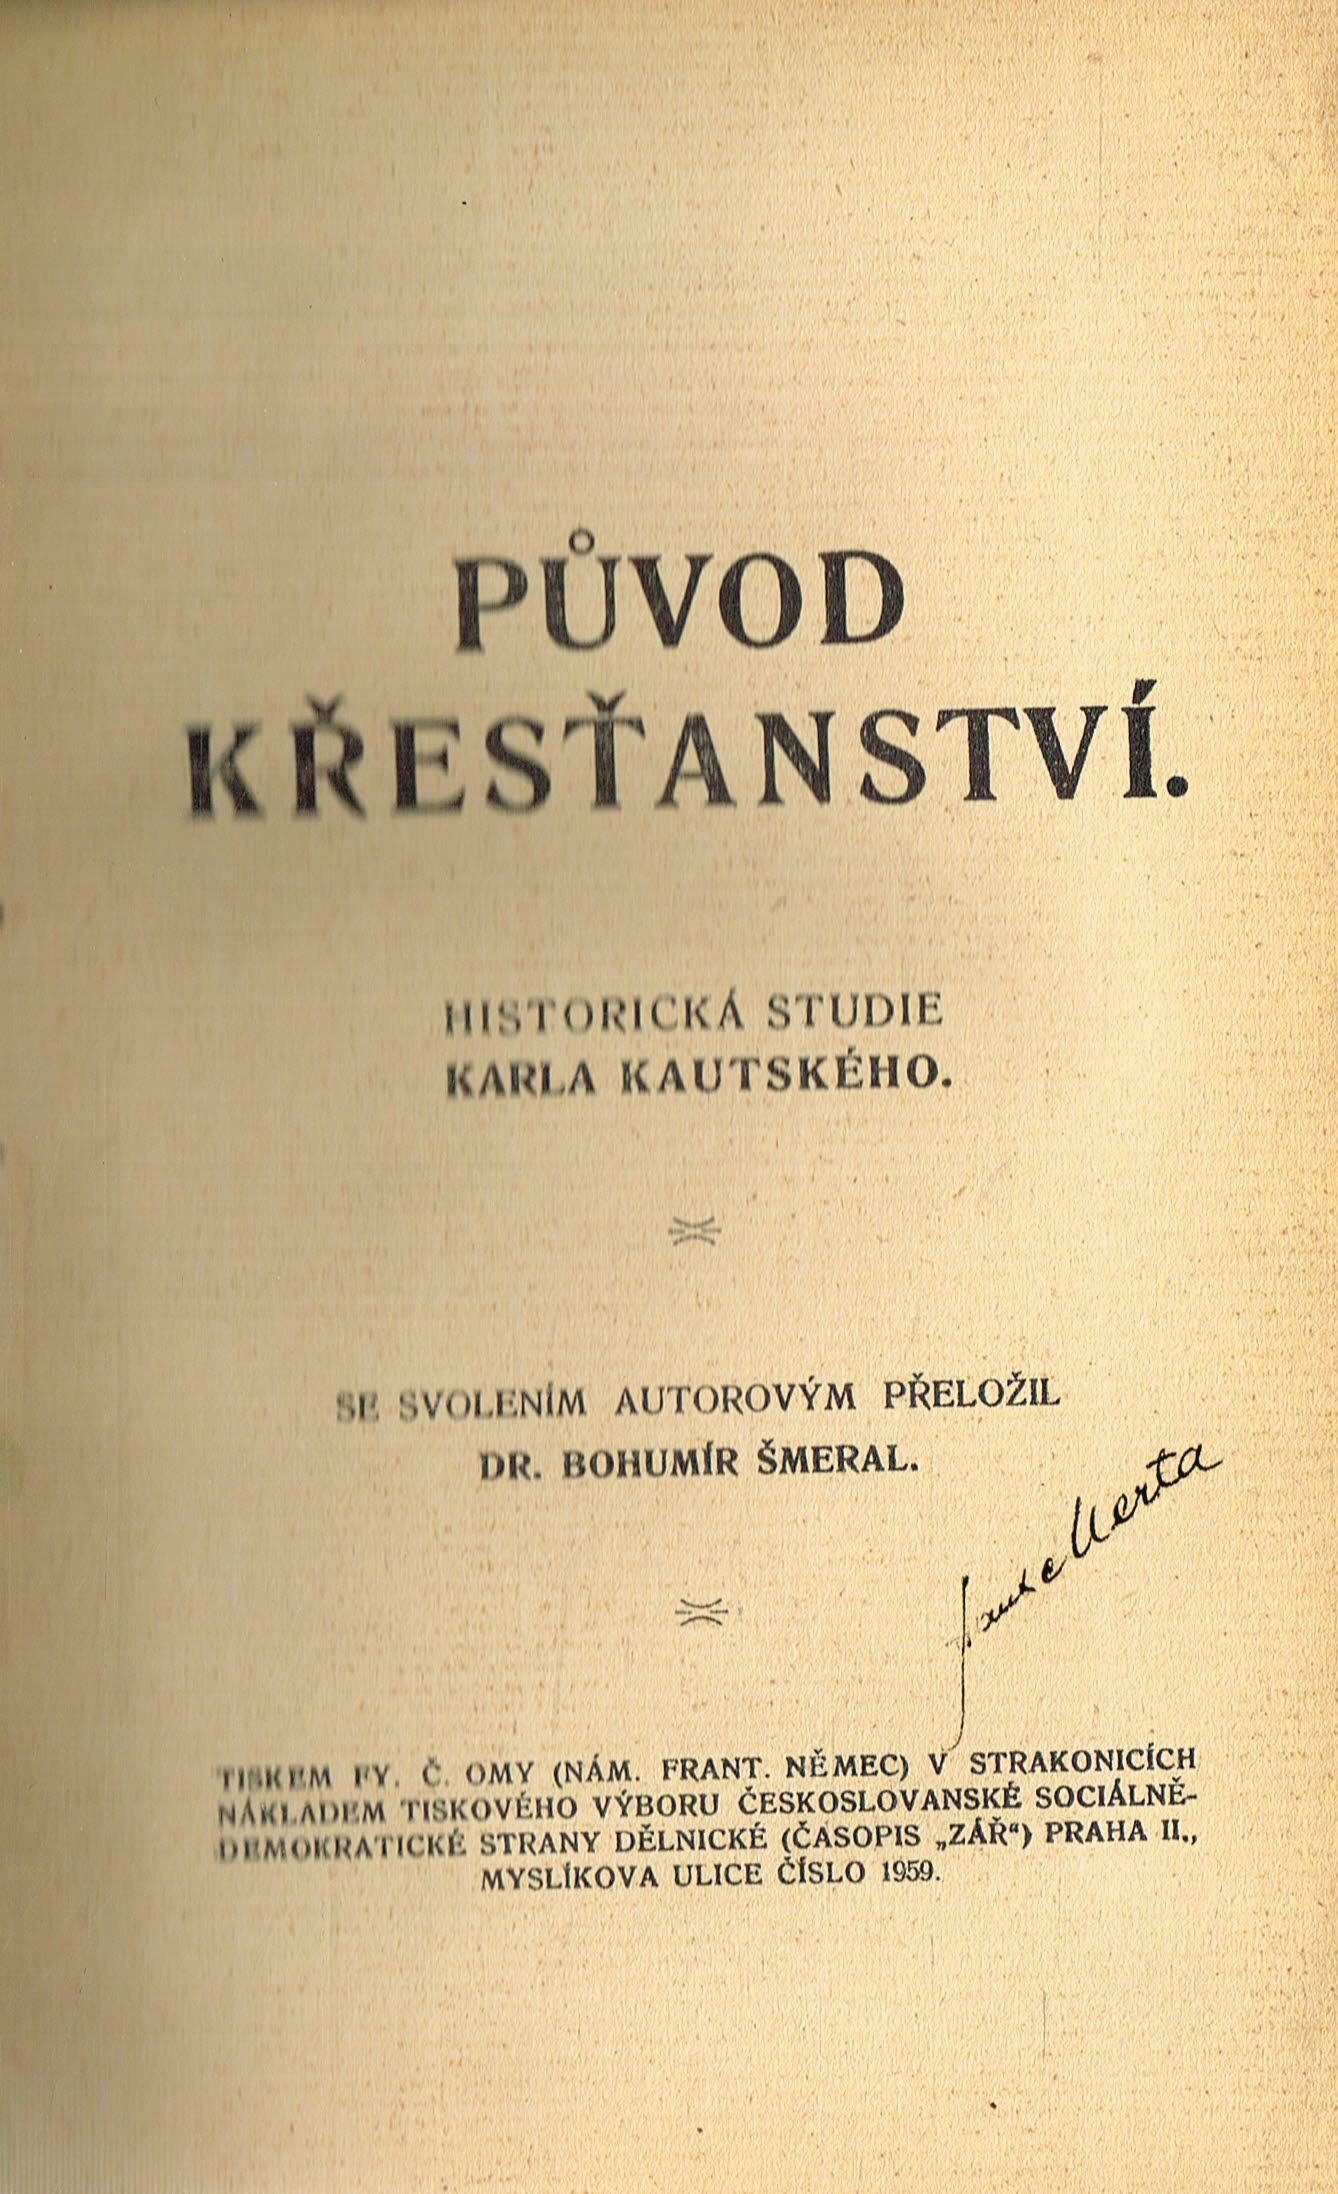 PŮVOD
KŘESŤANSTVÍ.
HISTORICKÁ STUDIE
KARLA KAUTSKÉHO.
SE SVOLENÍM AUTOROVÝM PŘELOŽIL
DR. BOHUMÍR ŠMERAL.
Merta
TISKEM FY. Č. OMY (NÁM. FRANT. NĚMEC) V STRAKONICÍCH
NÁKLADEM TISKOVÉHO VÝBORU ČESKOSLOVANSKÉ SOCIÁLNĚ-
DEMOKRATICKÉ STRANY DĚLNICKÉ (ČASOPIS „ZÁŘ“) PRAHA II.,
MYSLÍKOVA ULICE ČÍSLO 1959.